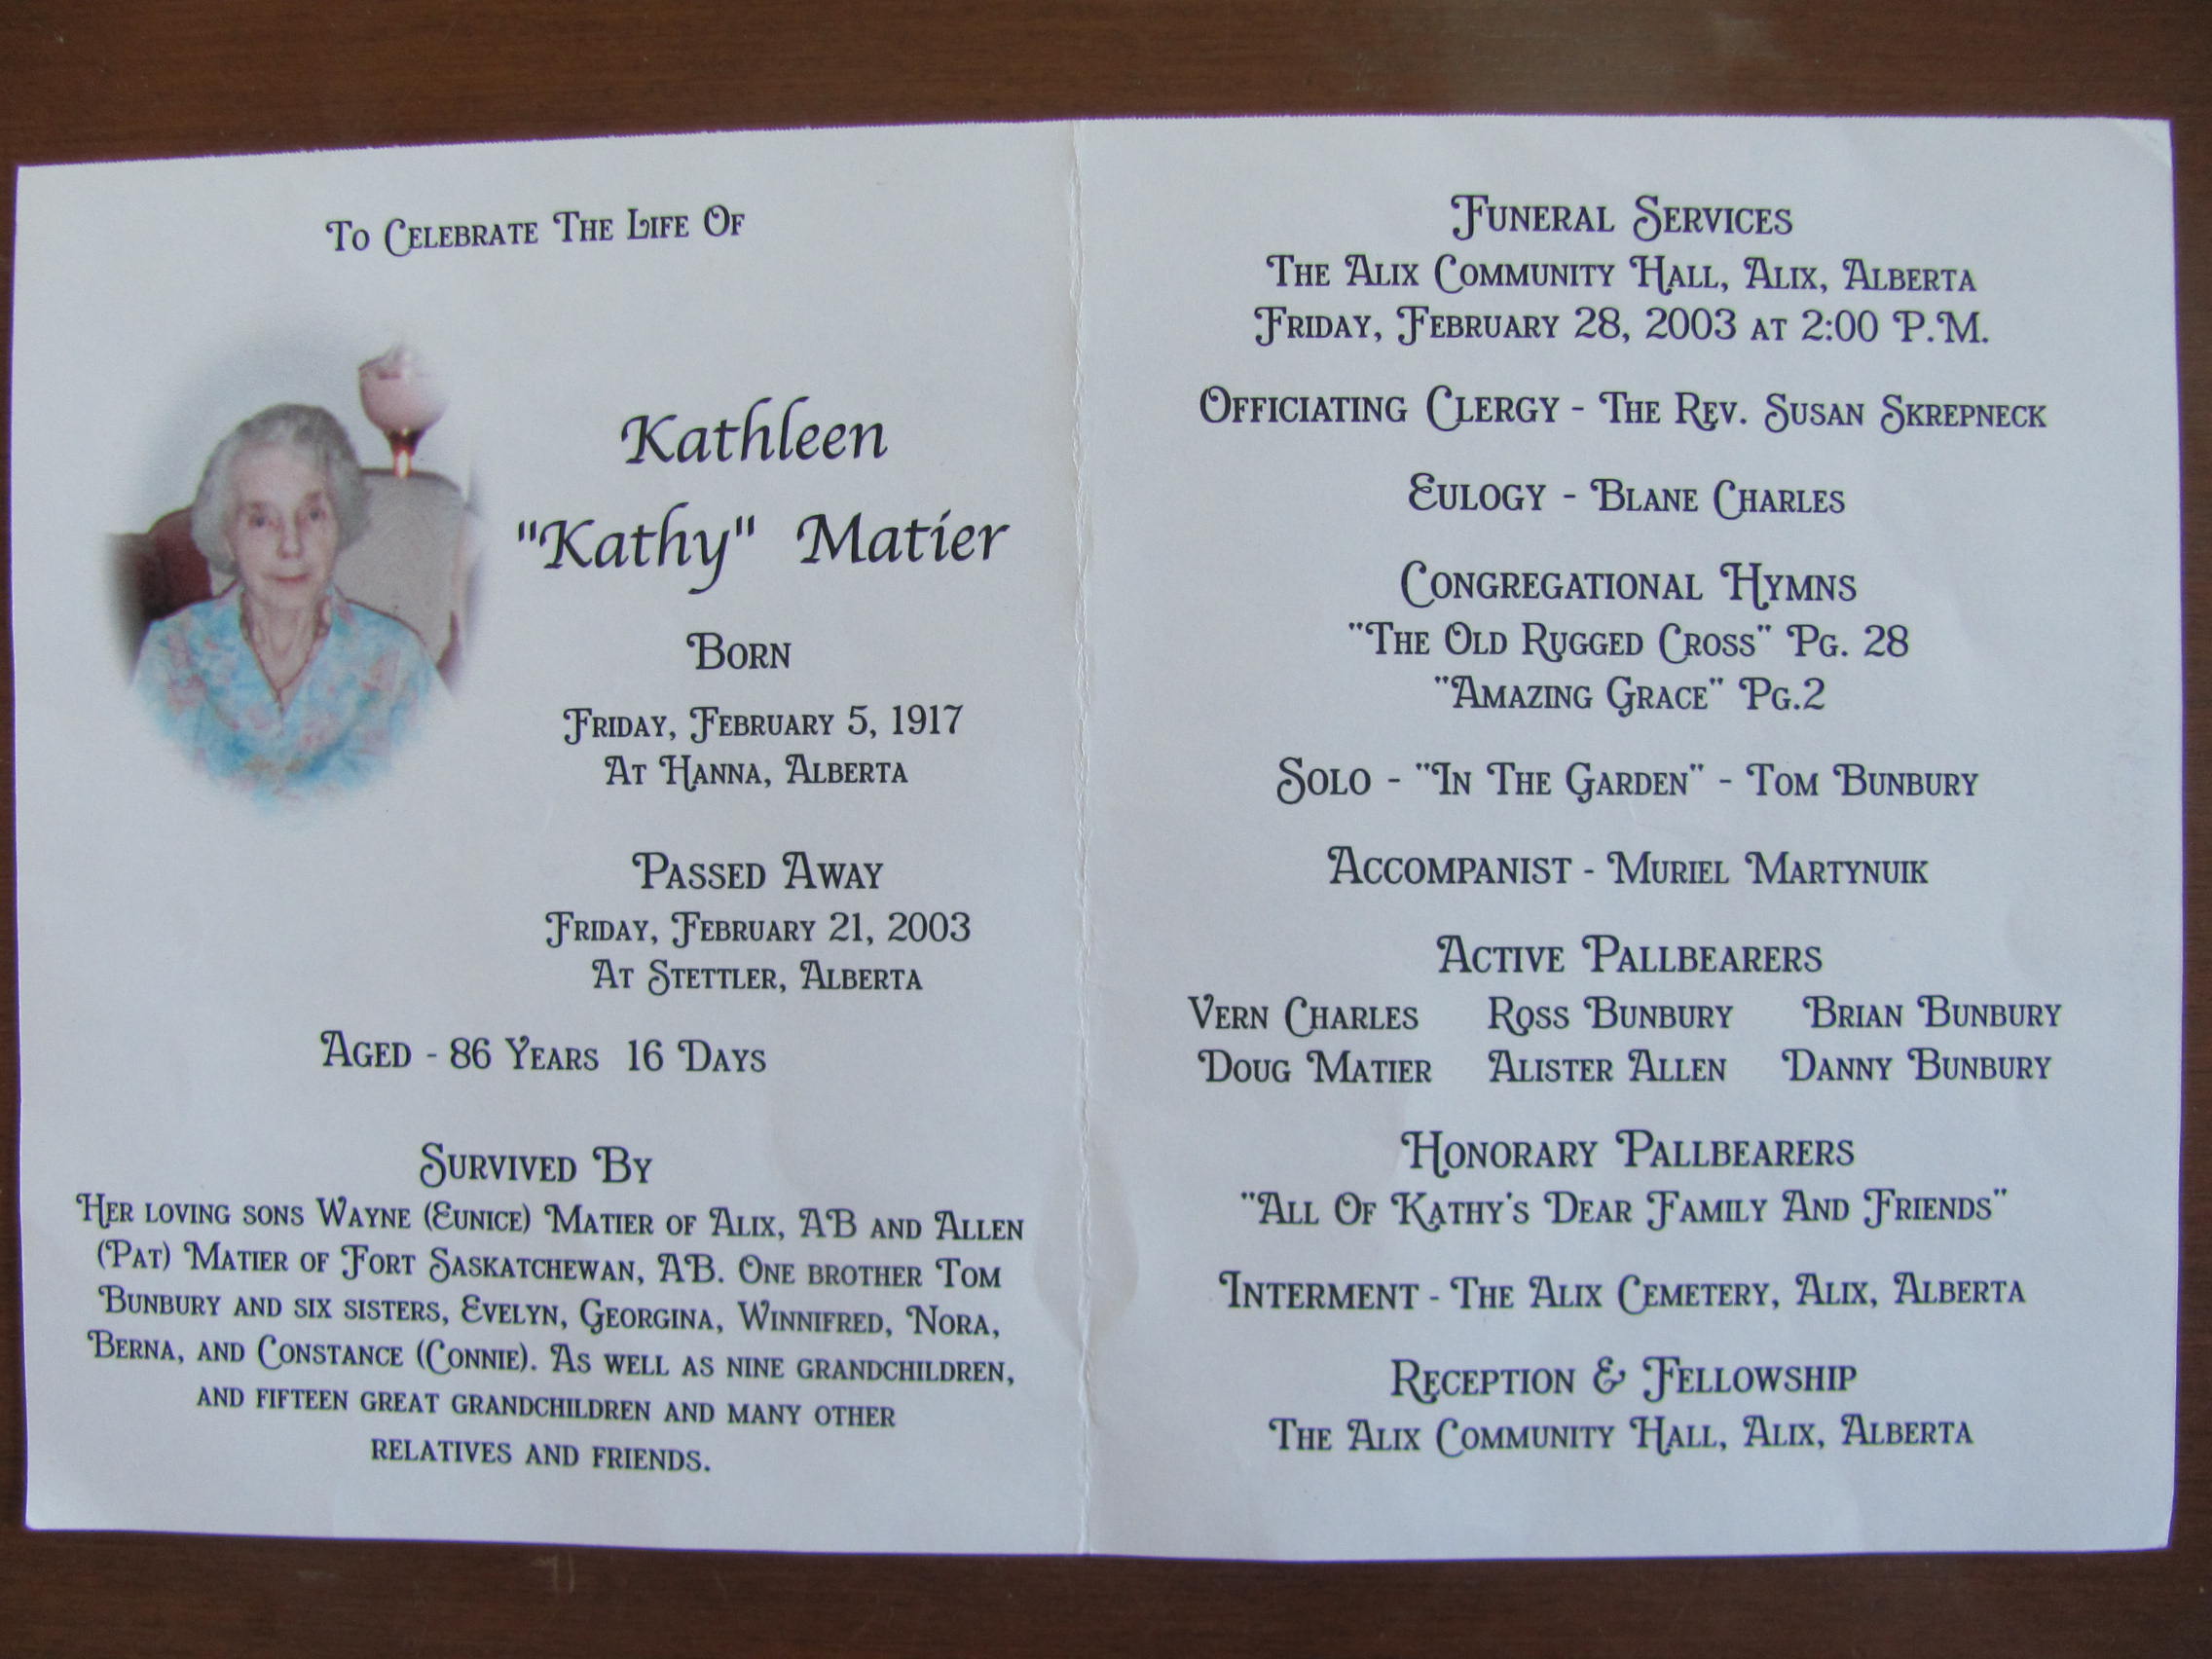 To Celebrate The Life Of
Kathleen
"Kathy" Matier
Born
Friday, February 5, 1917
At Hanna, Alberta
Passed Away
Friday, February 21, 2003
At Stettler, Alberta
Aged - 86 Years 16 Days
Survived By
Her loving sons Wayne (Eunice) Matier of Alix, AB and Allen
(Pat) Matier of Fort Saskatchewan, AB. One brother Tom
Bunbury and six sisters, Evelyn, Georgina, Winnifred, Nora,
Berna, and Constance (Connie). As well as nine grandchildren,
and fifteen great grandchildren and many other
relatives and friends.
Funeral Services
The Alix Community Hall, Alix, Alberta
Friday, February 28, 2003 at 2:00 P.M.
Officiating Clergy - The Rev. Susan Skrepneck
Eulogy - Blane Charles
Congregational Hymns
"The Old Rugged Cross" Pg. 28
"Amazing Grace" Pg.2
Solo - "In The Garden" - Tom Bunbury
Accompanist - Muriel Martynuik
Active Pallbearers
Vern Charles Ross Bunbury Brian Bunbury
Doug Matier Alister Allen Danny Bunbury
Honorary Pallbearers
"All Of Kathy's Dear Family And Friends"
Interment - The Alix Cemetery, Alix, Alberta
Reception & Fellowship
The Alix Community Hall, Alix, Alberta